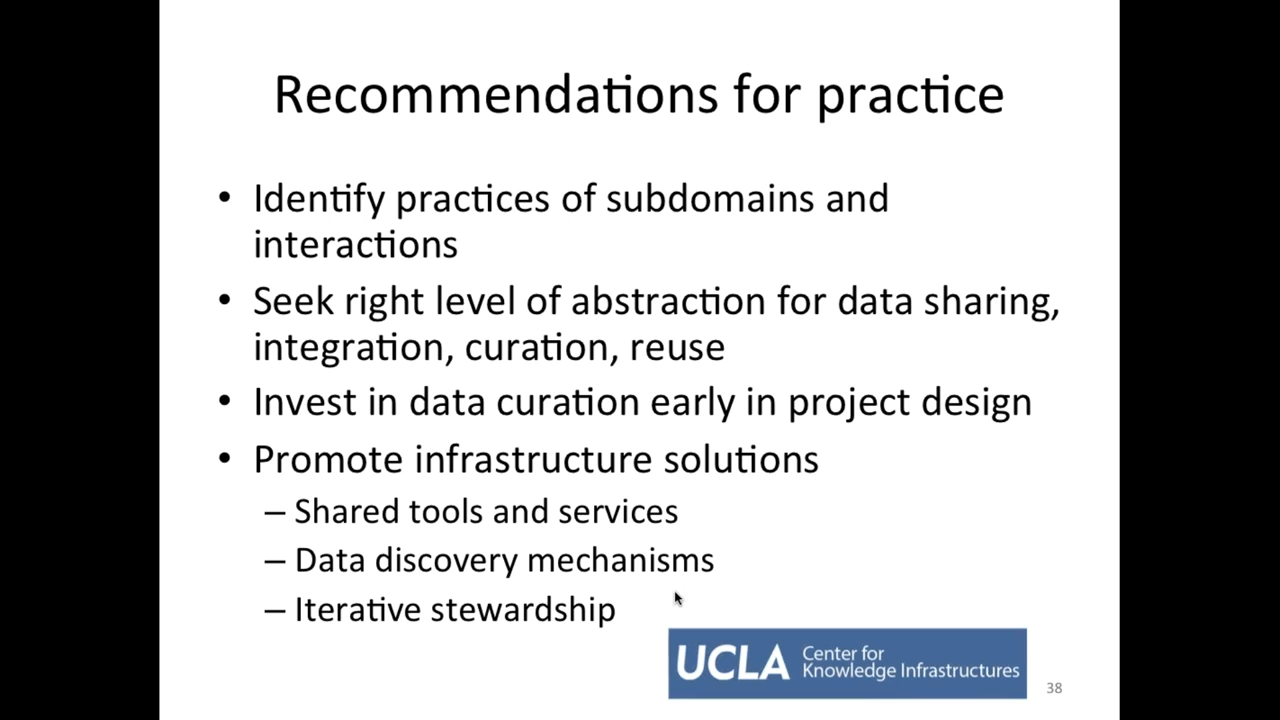 Recommendations for practice
• Identify practices of subdomains and
interactions
• Seek right level of abstraction for data sharing,
integration, curation, reuse
• Invest in data curation early in project design
• Promote infrastructure solutions
– Shared tools and services
– Data discovery mechanisms
– Iterative stewardship
UCLA Center for
Knowledge Infrastructures
38